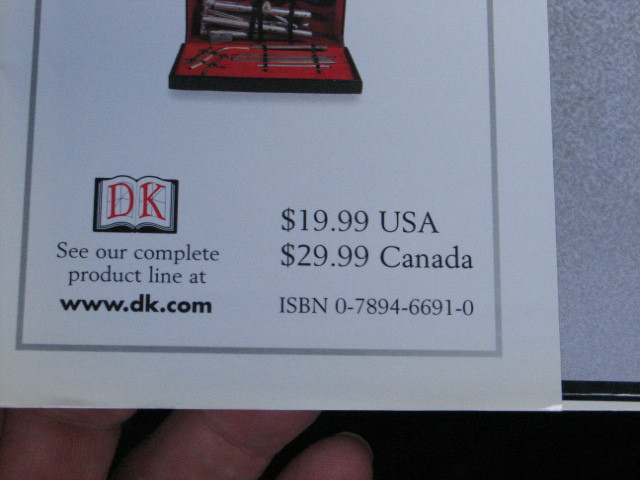 DK
See our complete
product line at
www.dk.com
$19.99 USA
$29.99 Canada
ISBN 0-7894-6691-0